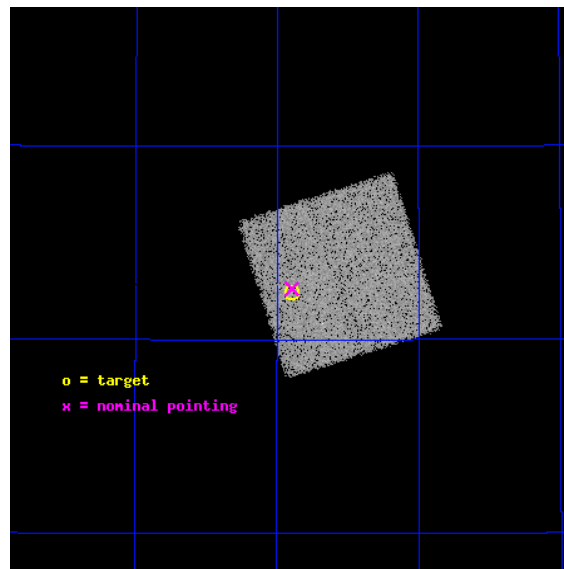 o = target
x = nominal pointing